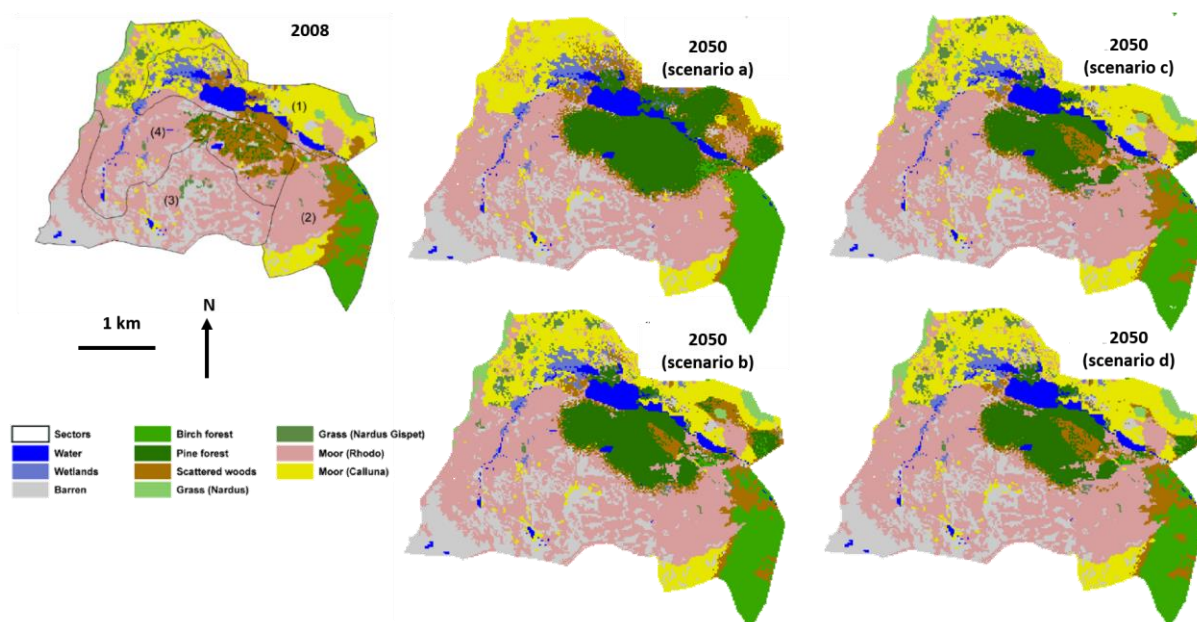 2008
2050
(scenario a)
2050
(scenario c)
(1)
(4)
(3)
(2)
1 km
N
2050
(scenario b)
2050
(scenario d)
Sectors
Water
Wetlands
Barren
Birch forest
Pine forest
Scattered woods
Grass (Nardus)
Grass (Nardus Gispet)
Moor (Rhodo)
Moor (Calluna)